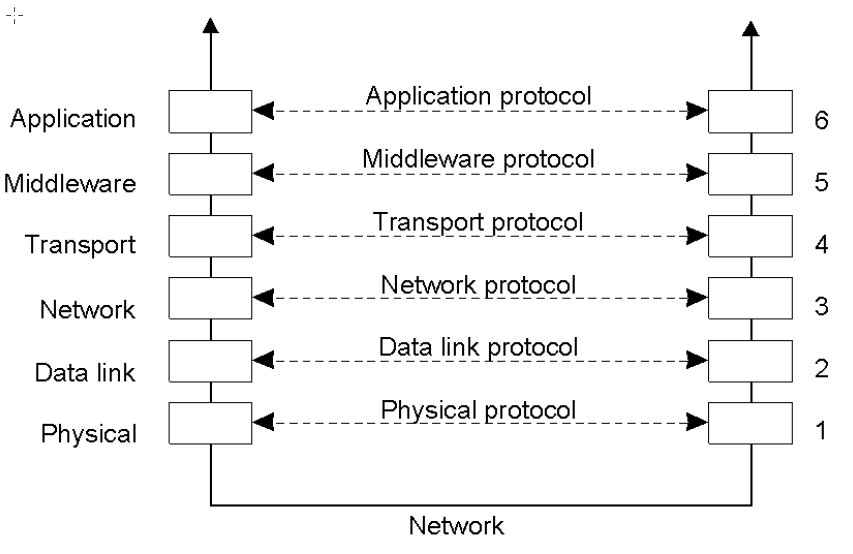 Application Application protocol 6
Middleware Middleware protocol 5
Transport Transport protocol 4
Network Network protocol 3
Data link Data link protocol 2
Physical Physical protocol 1
Network